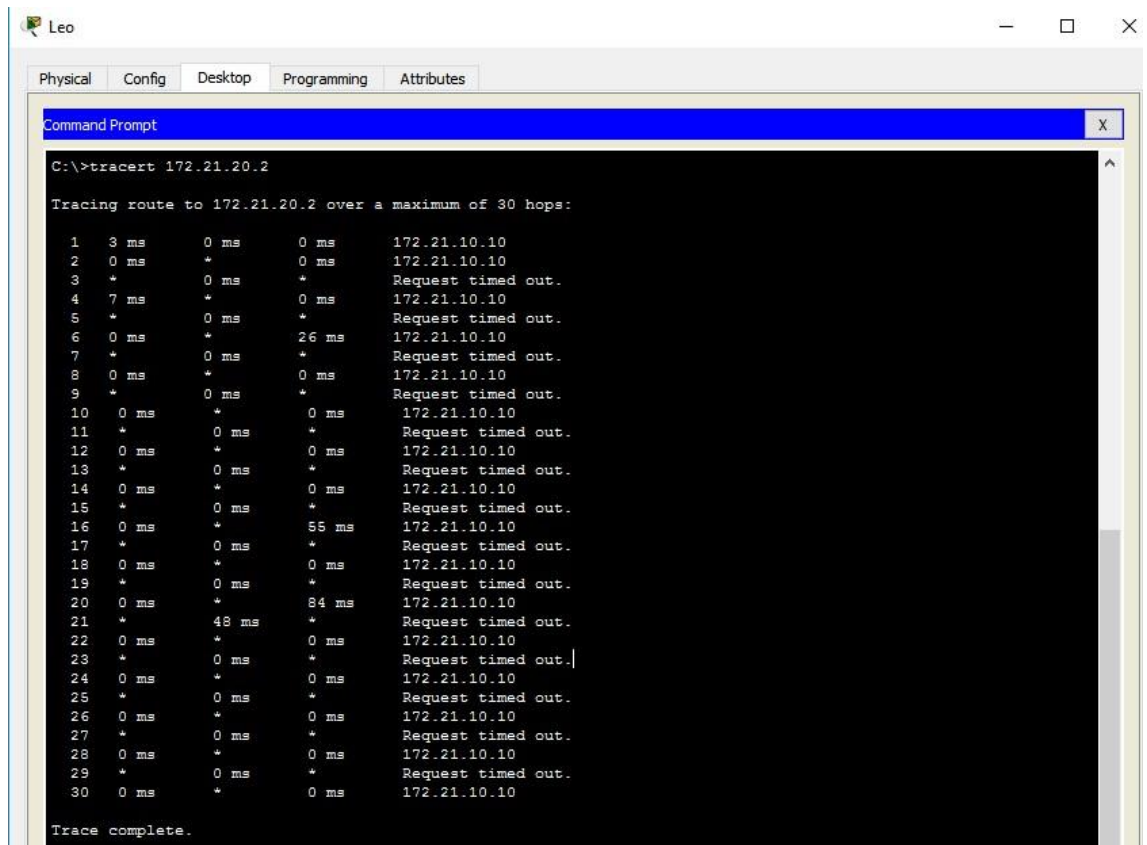 Leo
Physical Config Desktop Programming Attributes
Command Prompt X
C:\>tracert 172.21.20.2
Tracing route to 172.21.20.2 over a maximum of 30 hops:
1 3 ms 0 ms 0 ms 172.21.10.10
2 0 ms * 0 ms 172.21.10.10
3 * 0 ms * Request timed out.
4 7 ms * 0 ms 172.21.10.10
5 * 0 ms * Request timed out.
6 0 ms * 26 ms 172.21.10.10
7 * 0 ms * Request timed out.
8 0 ms * 0 ms 172.21.10.10
9 * 0 ms * Request timed out.
10 0 ms * 0 ms 172.21.10.10
11 * 0 ms * Request timed out.
12 0 ms * 0 ms 172.21.10.10
13 * 0 ms * Request timed out.
14 0 ms * 0 ms 172.21.10.10
15 * 0 ms * Request timed out.
16 0 ms * 55 ms 172.21.10.10
17 * 0 ms * Request timed out.
18 0 ms * 0 ms 172.21.10.10
19 * 0 ms * Request timed out.
20 0 ms * 84 ms 172.21.10.10
21 * 48 ms * Request timed out.
22 0 ms * 0 ms 172.21.10.10
23 * 0 ms * Request timed out.
24 0 ms * 0 ms 172.21.10.10
25 * 0 ms * Request timed out.
26 0 ms * 0 ms 172.21.10.10
27 * 0 ms * Request timed out.
28 0 ms * 0 ms 172.21.10.10
29 * 0 ms * Request timed out.
30 0 ms * 0 ms 172.21.10.10
Trace complete.